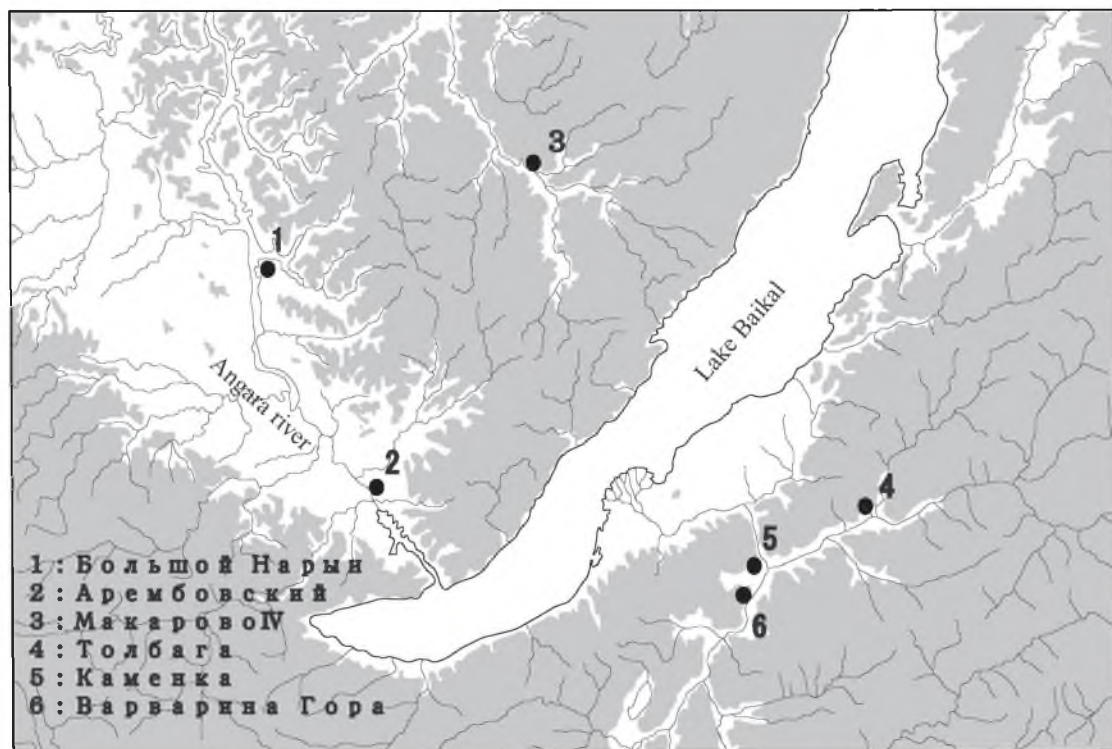 3
1
Lake Baikal
Angara river
2
4
5
6
1 : Большой Нарын
2 : Арембовский
3 : Макарово IV
4 : Толбага
5 : Каменка
6 : Варварина Гора